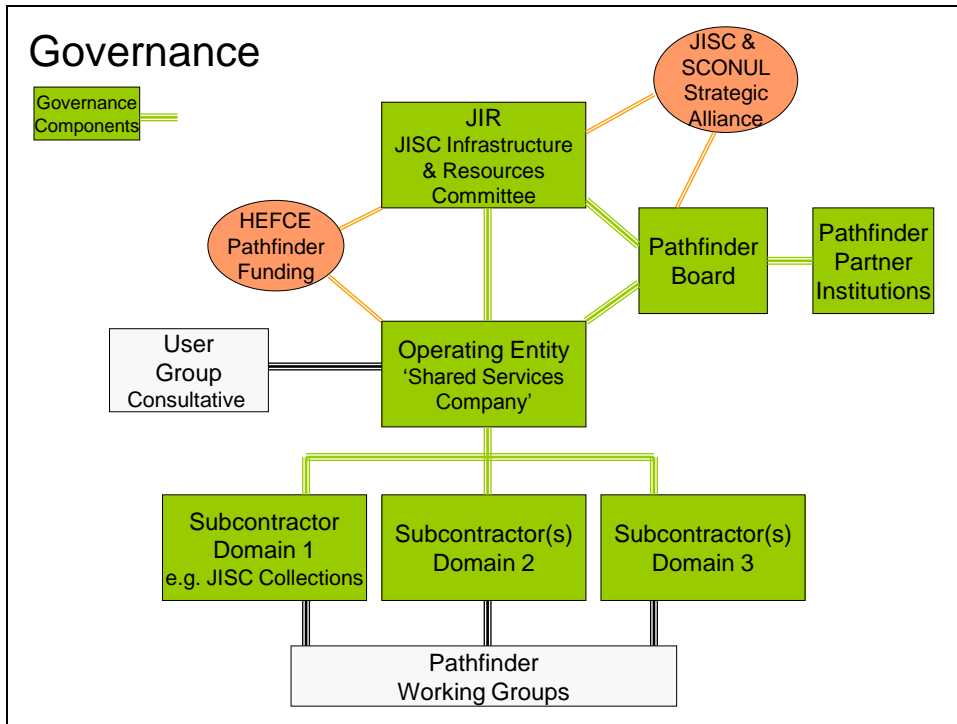 Governance
Governance
Components
JISC &
SCONUL
Strategic
Alliance
JIR
JISC Infrastructure
& Resources
Committee
HEFCE
Pathfinder
Funding
Pathfinder
Board
Pathfinder
Partner
Institutions
User
Group
Consultative
Operating Entity
‘Shared Services
Company’
Subcontractor
Domain 1
e.g. JISC Collections
Subcontractor(s)
Domain 2
Subcontractor(s)
Domain 3
Pathfinder
Working Groups